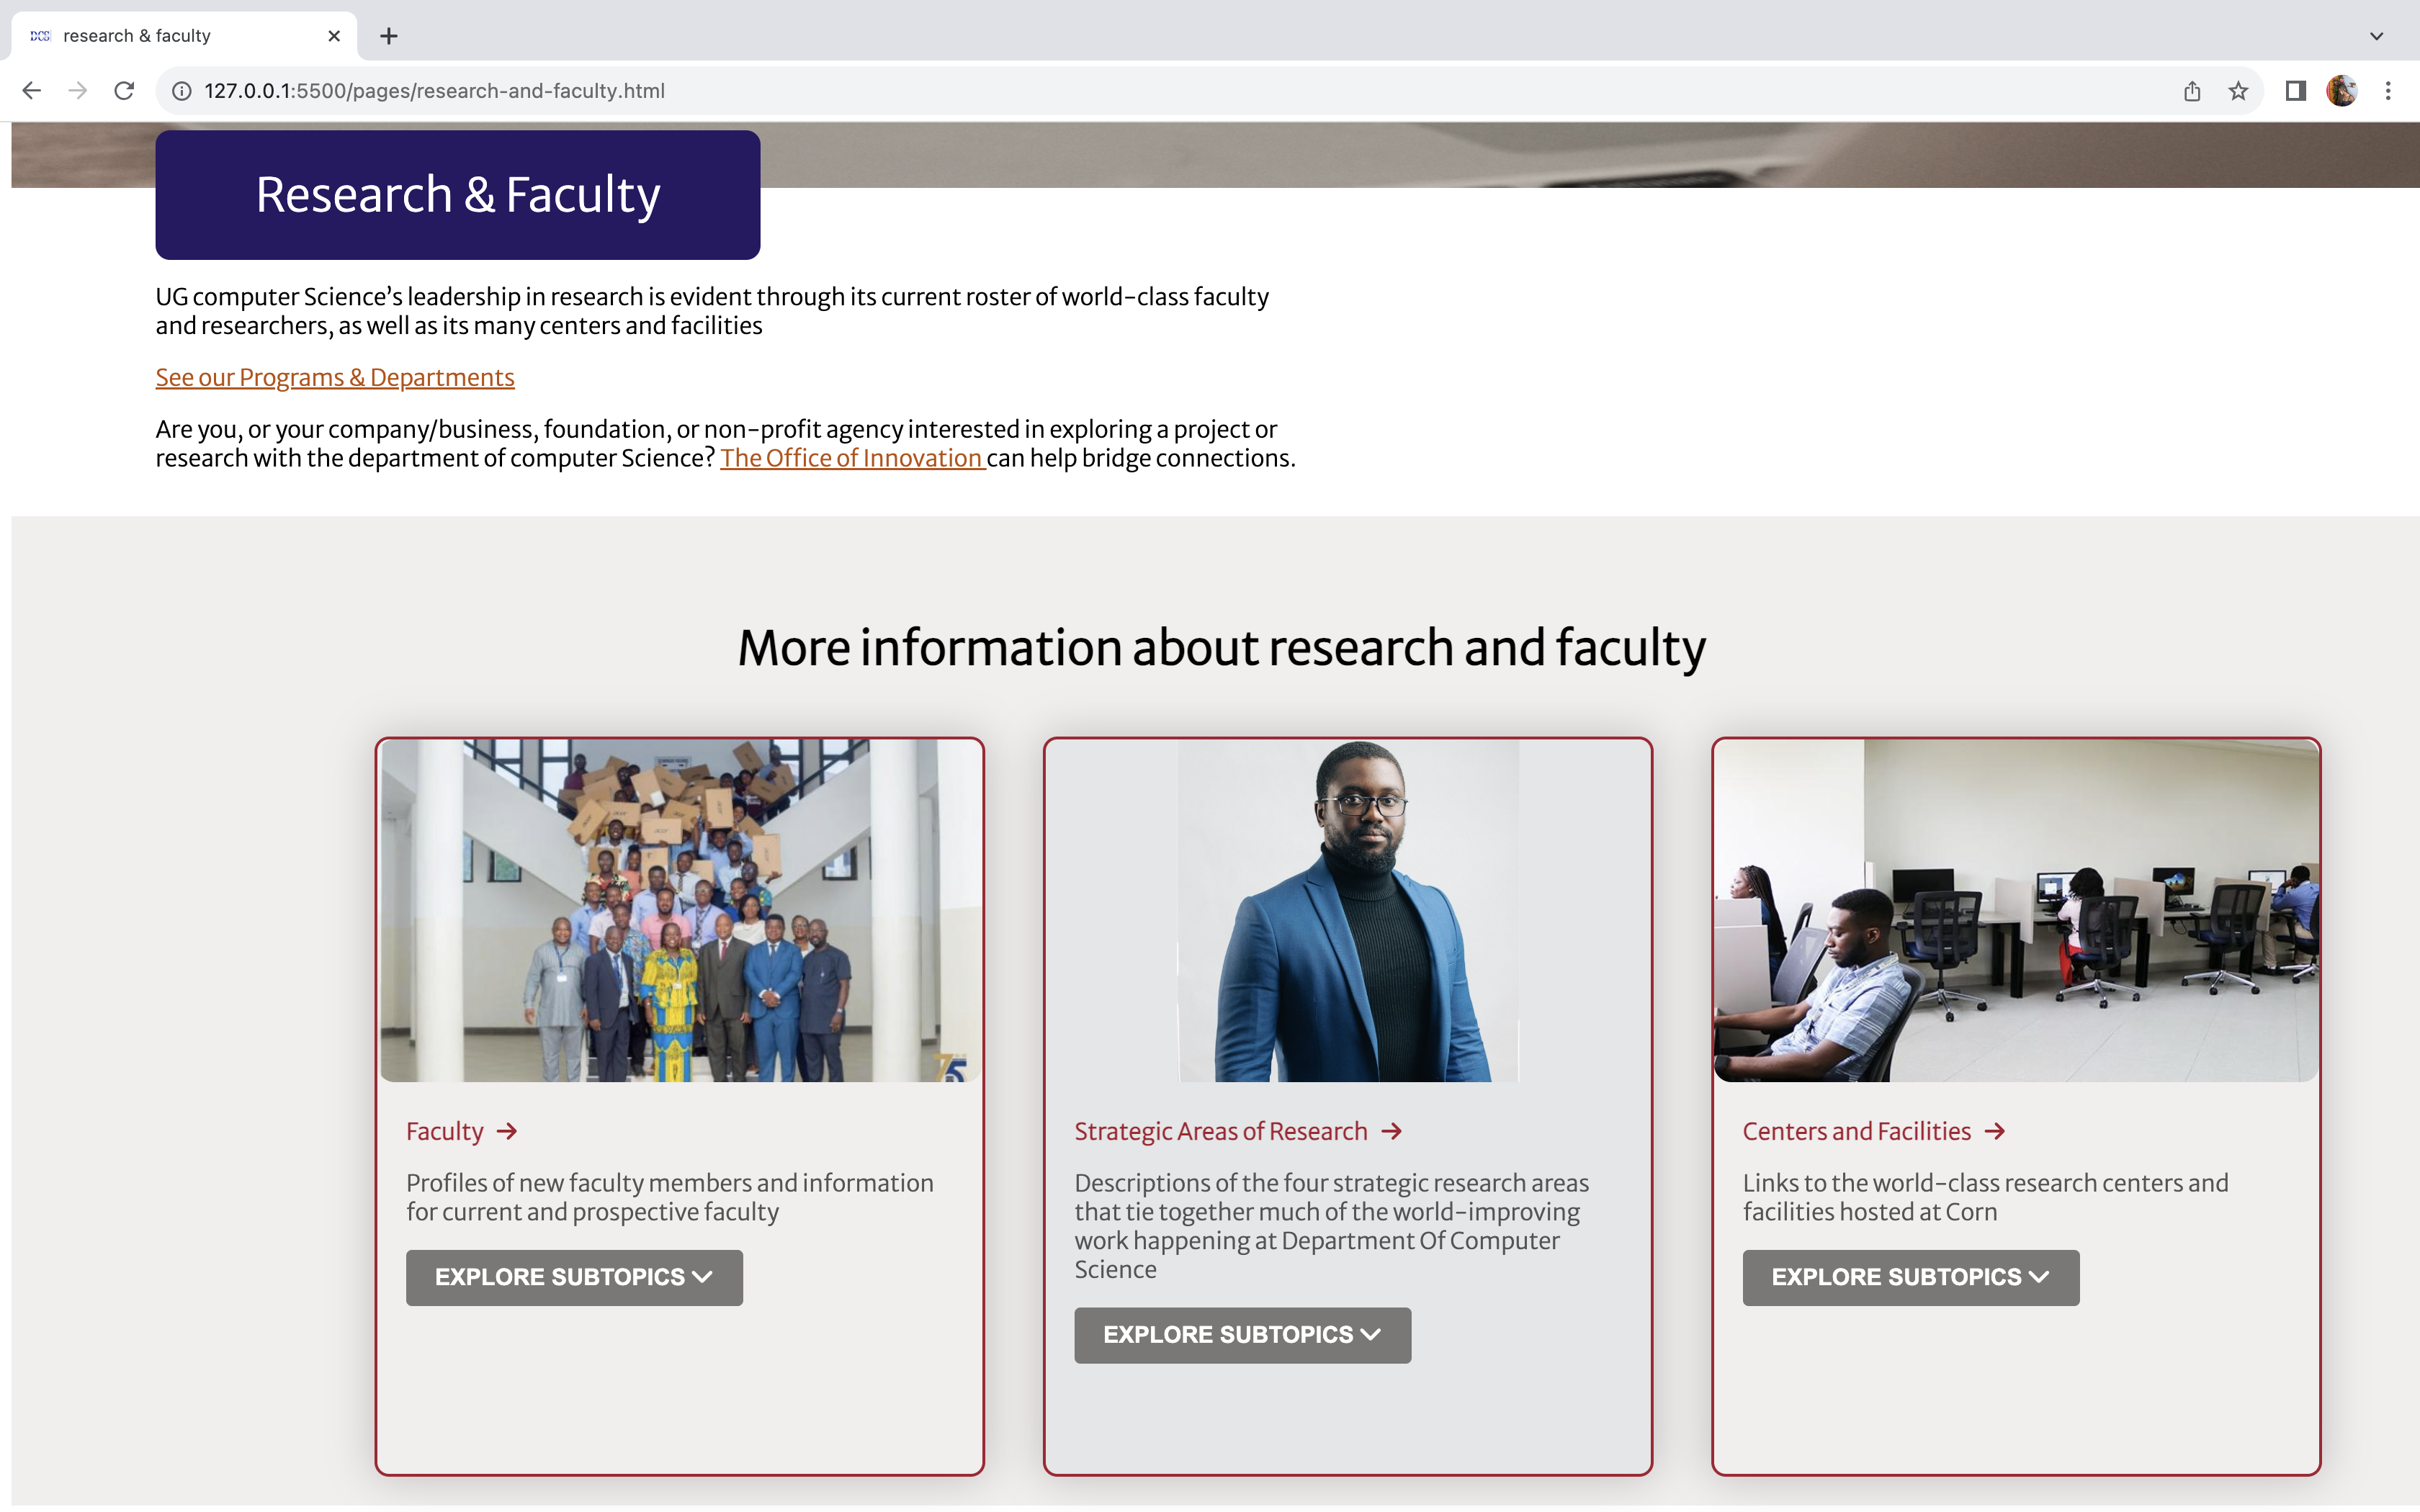 DCS research & faculty
127.0.0.1:5500/pages/research-and-faculty.html
Research & Faculty
UG computer Science’s leadership in research is evident through its current roster of world-class faculty
and researchers, as well as its many centers and facilities
See our Programs & Departments
Are you, or your company/business, foundation, or non-profit agency interested in exploring a project or
research with the department of computer Science? The Office of Innovation can help bridge connections.
More information about research and faculty
75
Faculty
Profiles of new faculty members and information
for current and prospective faculty
EXPLORE SUBTOPICS
Strategic Areas of Research
Descriptions of the four strategic research areas
that tie together much of the world-improving
work happening at Department Of Computer
Science
EXPLORE SUBTOPICS
Centers and Facilities
Links to the world-class research centers and
facilities hosted at Corn
EXPLORE SUBTOPICS